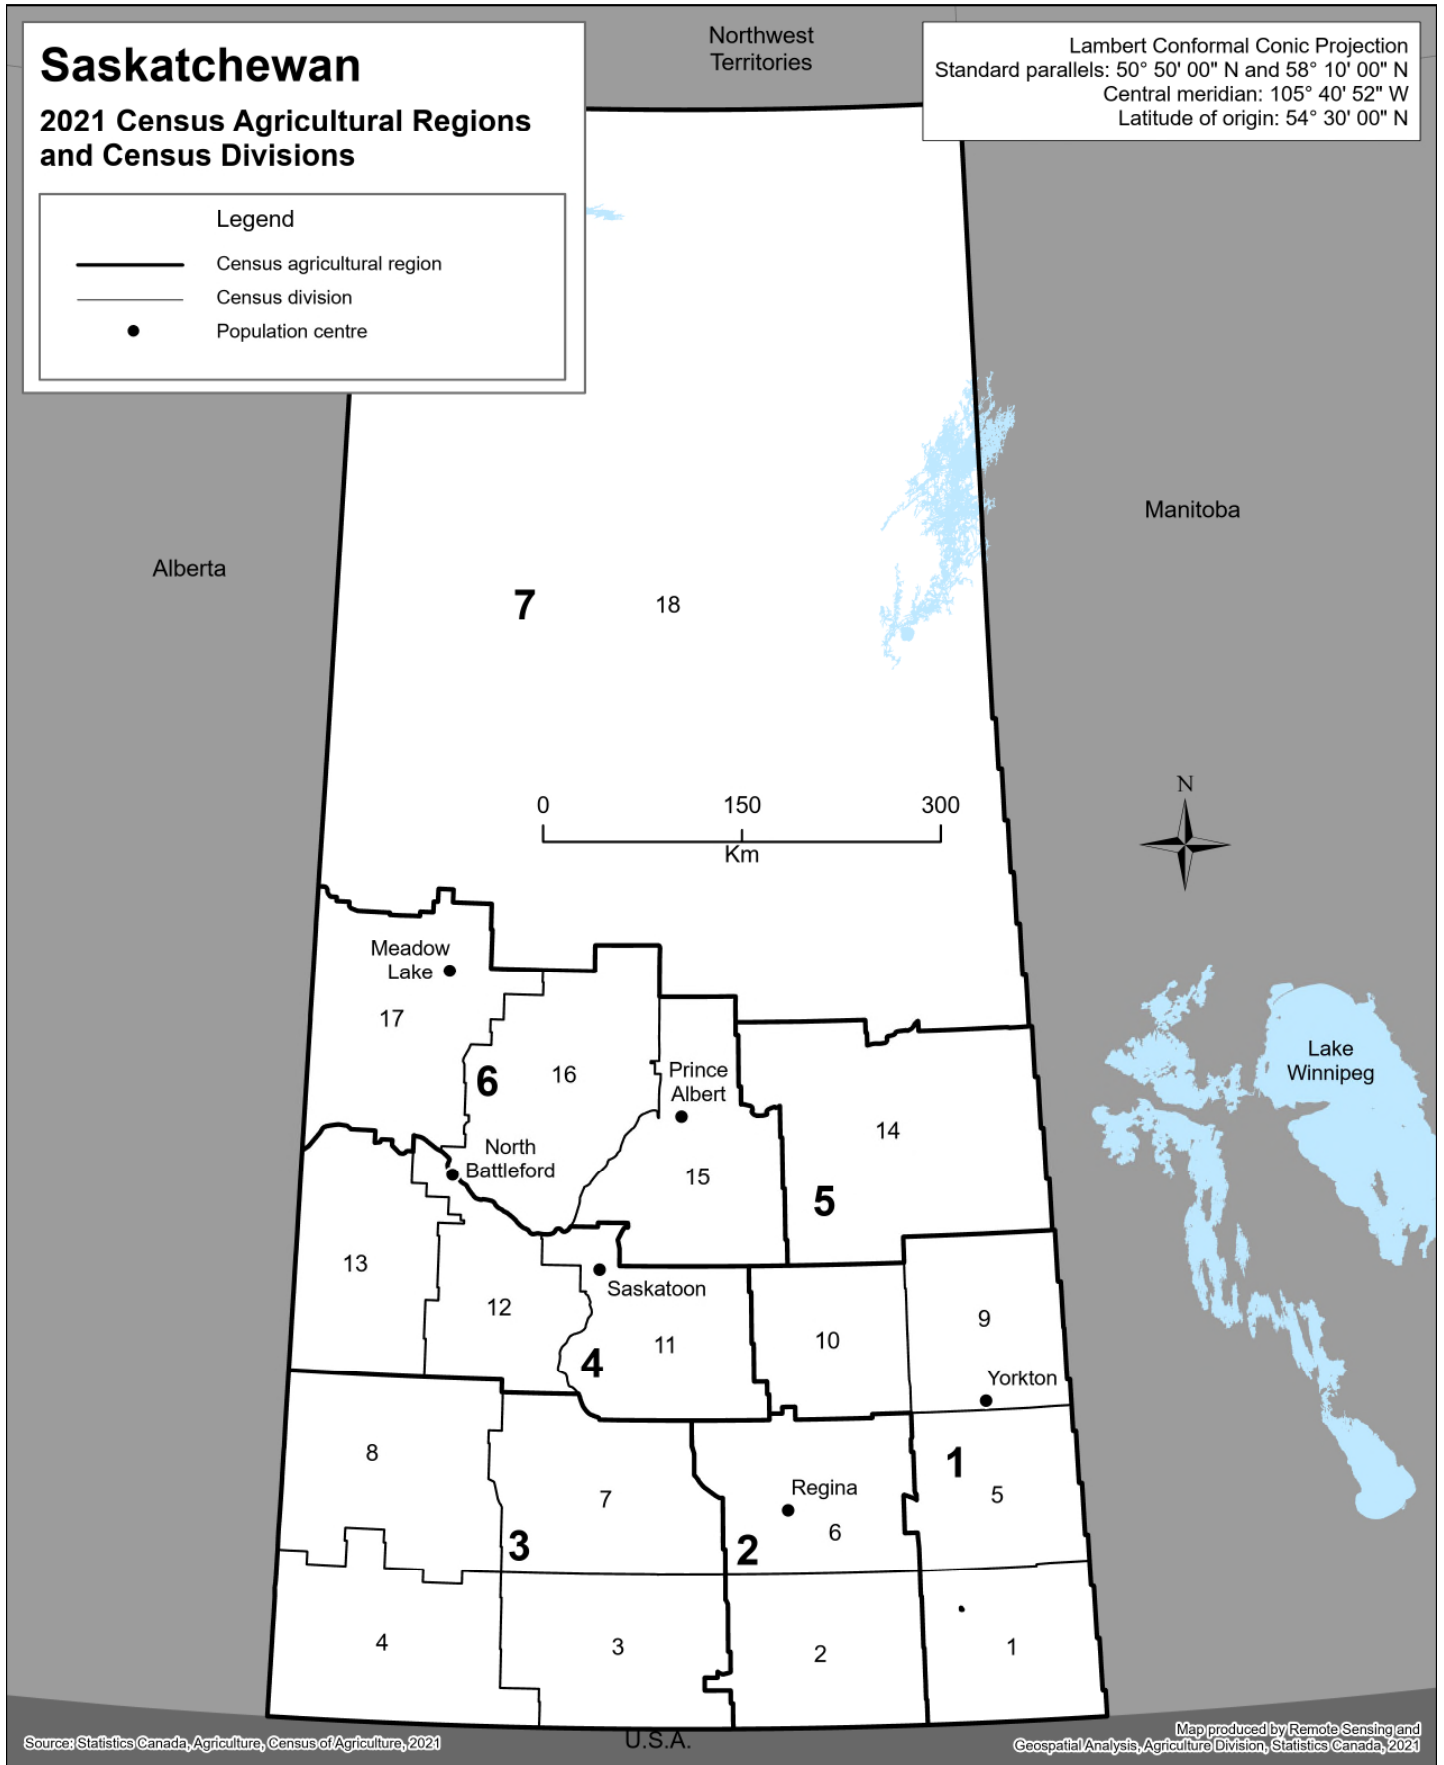 Saskatchewan
2021 Census Agricultural Regions
and Census Divisions
Legend
Census agricultural region
Census division
Population centre
Northwest
Territories
Lambert Conformal Conic Projection
Standard parallels: 50° 50' 00" N and 58° 10' 00" N
Central meridian: 105° 40' 52" W
Latitude of origin: 54° 30' 00" N
Manitoba
Alberta
7
18
N
0
150
300
Km
Meadow
Lake
17
6
16
Prince
Albert
Lake
Winnipeg
14
North
Battleford
15
5
13
12
Saskatoon
11
4
10
9
Yorkton
8
7
3
Regina
6
2
1
5
4
3
2
1
U.S.A.
Source: Statistics Canada, Agriculture, Census of Agriculture, 2021
Map produced by Remote Sensing and
Geospatial Analysis, Agriculture Division, Statistics Canada, 2021